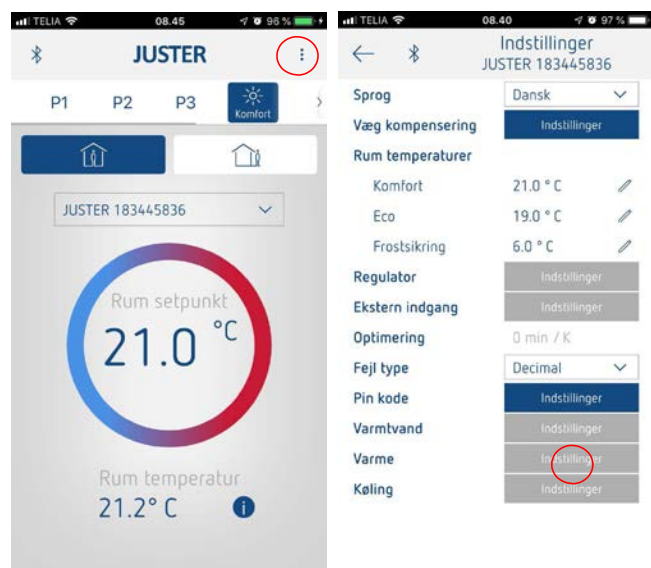 TELIA 08.45 96 %
JUSTER
P1 P2 P3 Komfort
JUSTER 183445836
Rum setpunkt
21.0 °C
Rum temperatur
21.2° C
TELIA 08.40 97 %
Indstillinger
JUSTER 183445836
Sprog Dansk
Væg kompensering Indstillinger
Rum temperaturer
Komfort 21.0 ° C
Eco 19.0 ° C
Frostsikring 6.0 ° C
Regulator Indstillinger
Ekstern indgang Indstillinger
Optimering 0 min / K
Fejl type Decimal
Pin kode Indstillinger
Varmtvand Indstillinger
Varme Indstillinger
Køling Indstillinger